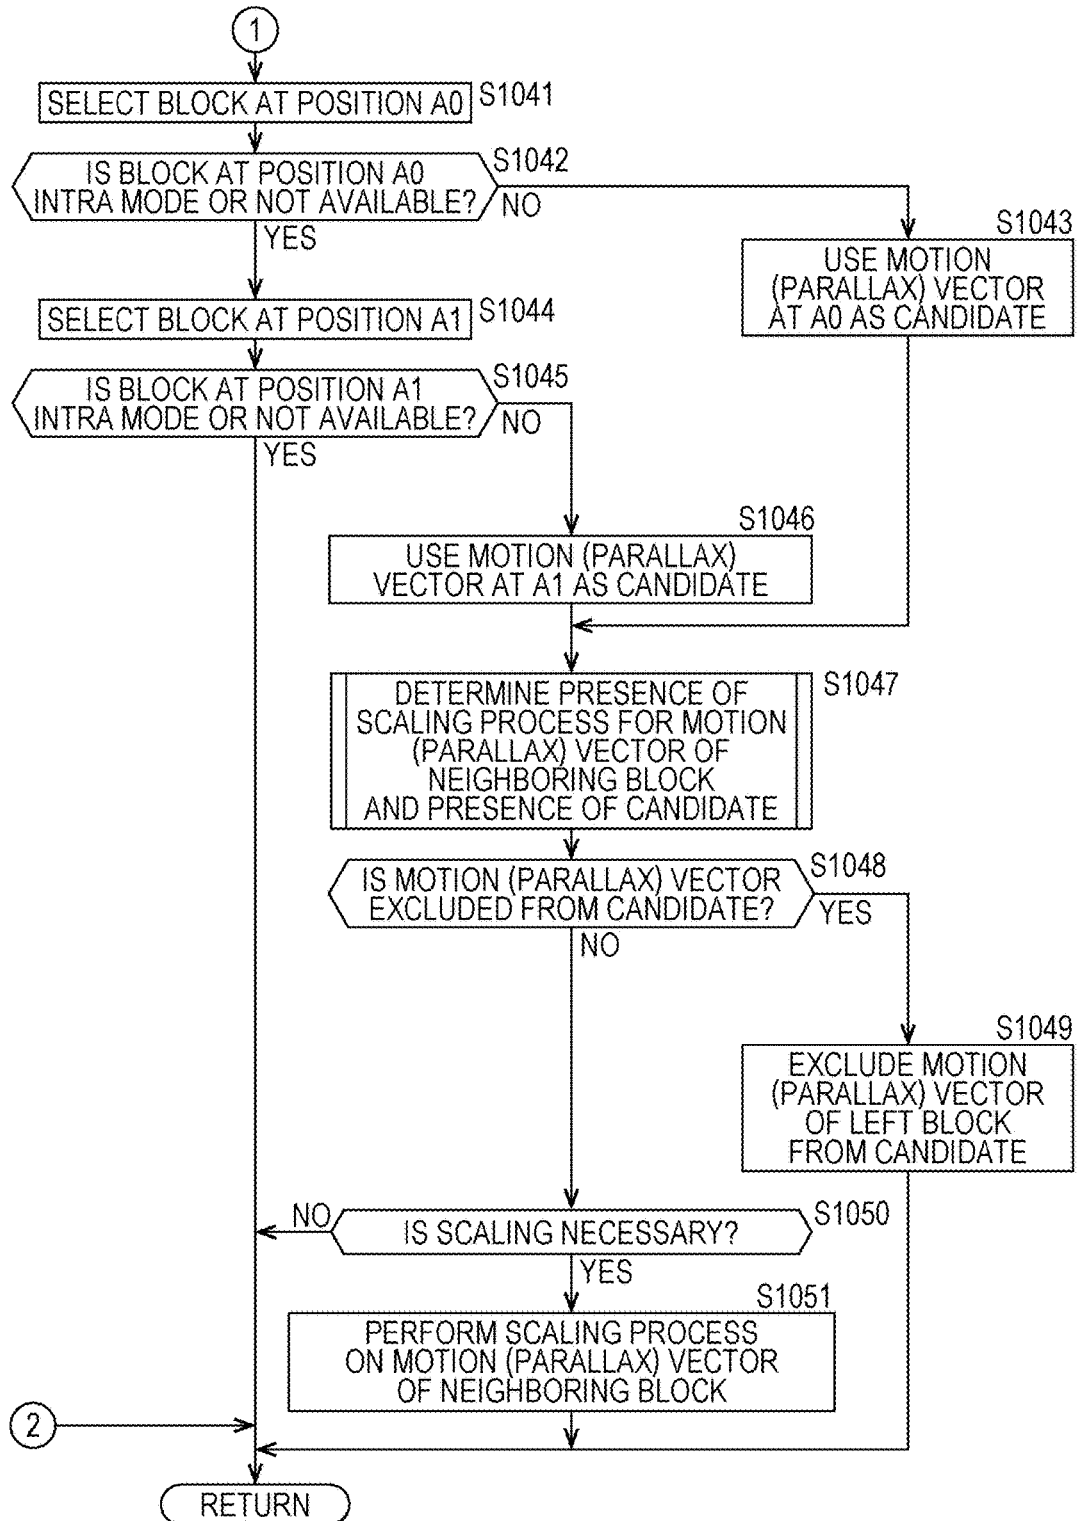 1
SELECT BLOCK AT POSITION A0
S1041
IS BLOCK AT POSITION A0
INTRA MODE OR NOT AVAILABLE?
S1042
NO
YES
S1043
USE MOTION
(PARALLAX) VECTOR
AT A0 AS CANDIDATE
SELECT BLOCK AT POSITION A1
S1044
IS BLOCK AT POSITION A1
INTRA MODE OR NOT AVAILABLE?
S1045
NO
YES
S1046
USE MOTION (PARALLAX)
VECTOR AT A1 AS CANDIDATE
DETERMINE PRESENCE OF
SCALING PROCESS FOR MOTION
(PARALLAX) VECTOR OF
NEIGHBORING BLOCK
AND PRESENCE OF CANDIDATE
S1047
IS MOTION (PARALLAX) VECTOR
EXCLUDED FROM CANDIDATE?
S1048
YES
NO
S1049
EXCLUDE MOTION
(PARALLAX) VECTOR
OF LEFT BLOCK
FROM CANDIDATE
NO
IS SCALING NECESSARY?
S1050
YES
S1051
PERFORM SCALING PROCESS
ON MOTION (PARALLAX) VECTOR
OF NEIGHBORING BLOCK
2
RETURN